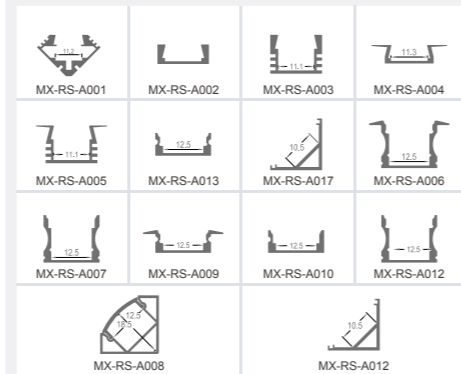 11.2
MX-RS-A001
MX-RS-A002
11.1
MX-RS-A003
11.3
MX-RS-A004
11.1
MX-RS-A005
12.5
MX-RS-A013
10.5
MX-RS-A017
12.5
MX-RS-A006
12.5
MX-RS-A007
12.5
MX-RS-A009
12.5
MX-RS-A010
12.5
MX-RS-A012
12.5
18.5
MX-RS-A008
10.5
MX-RS-A012